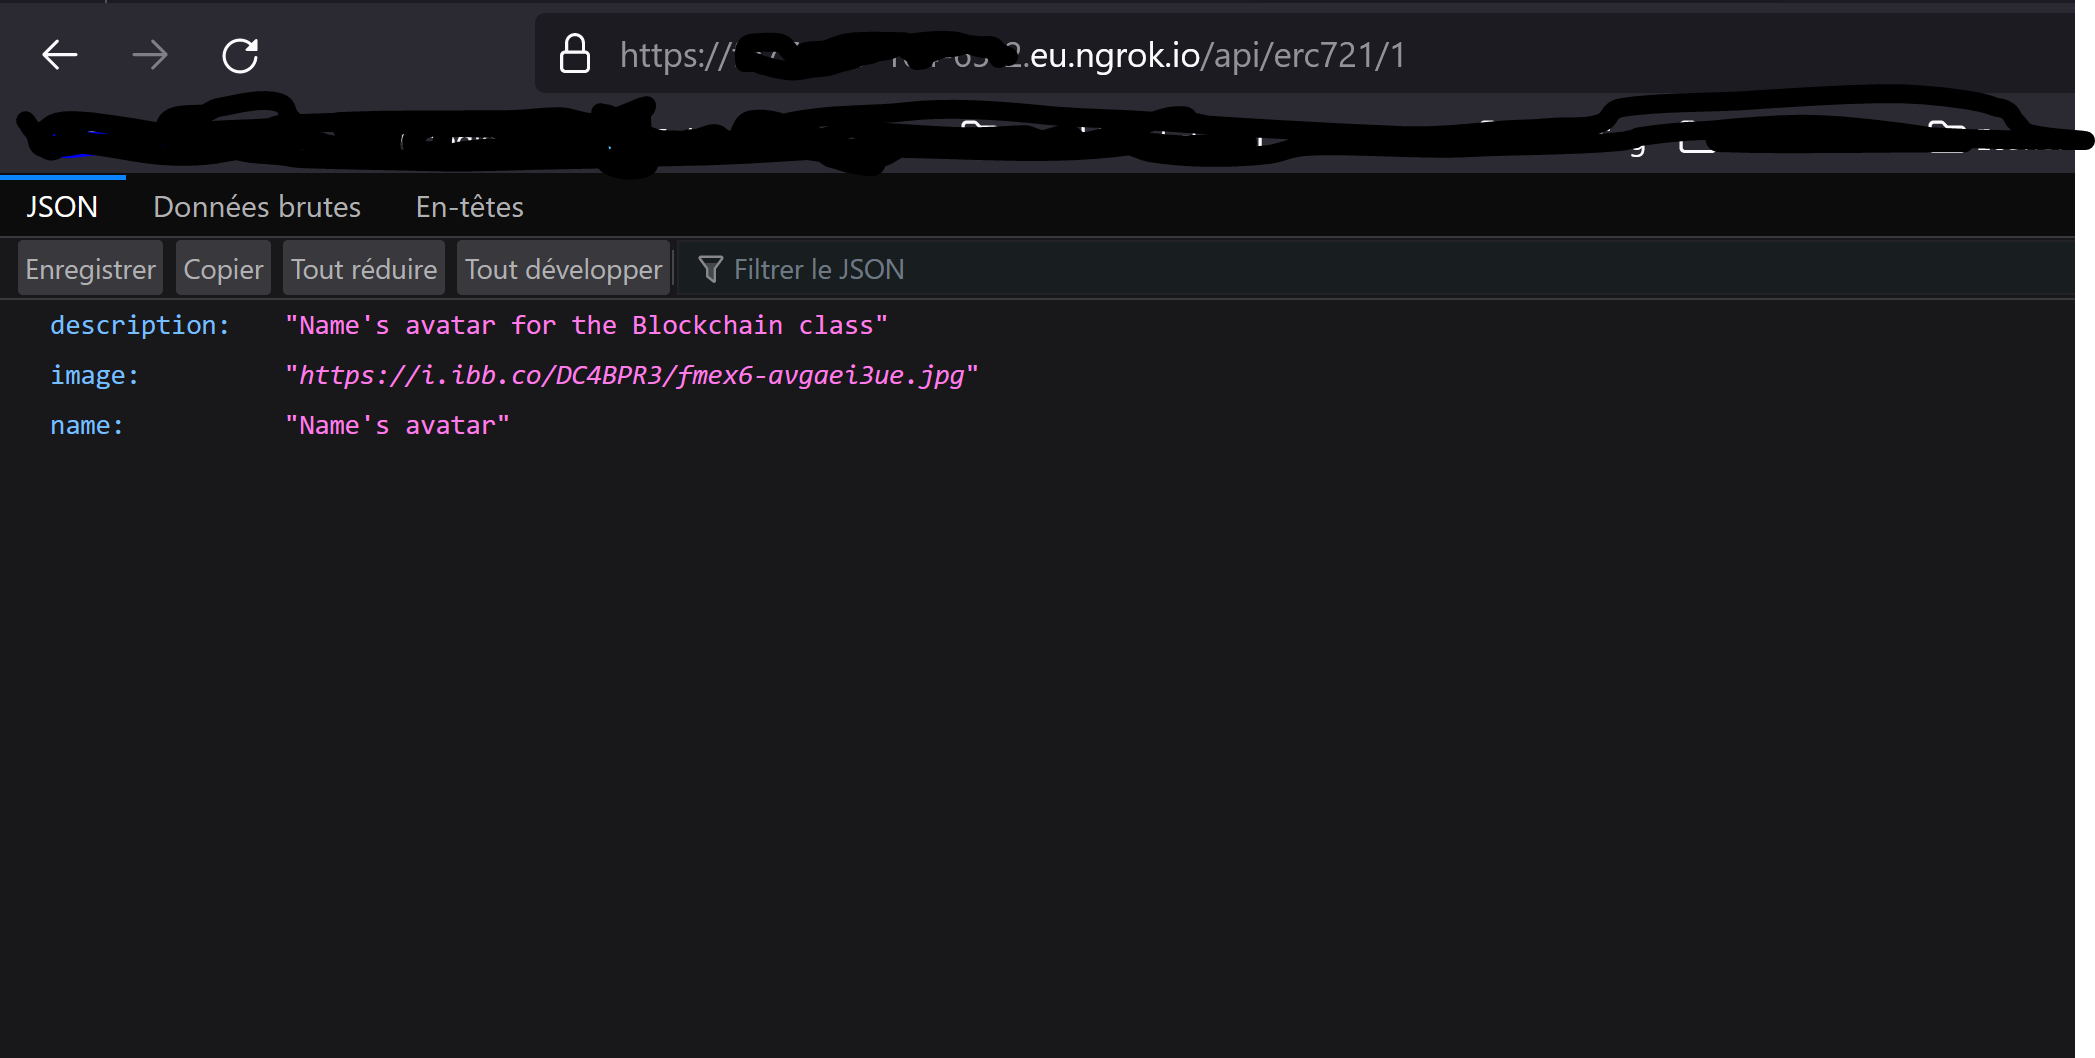 https:// .eu.ngrok.io/api/erc721/1
JSON Données brutes En-têtes
Enregistrer Copier Tout réduire Tout développer Filtrer le JSON
description: "Name's avatar for the Blockchain class"
image: "https://i.ibb.co/DC4BPR3/fmex6-avgaei3ue.jpg"
name: "Name's avatar"